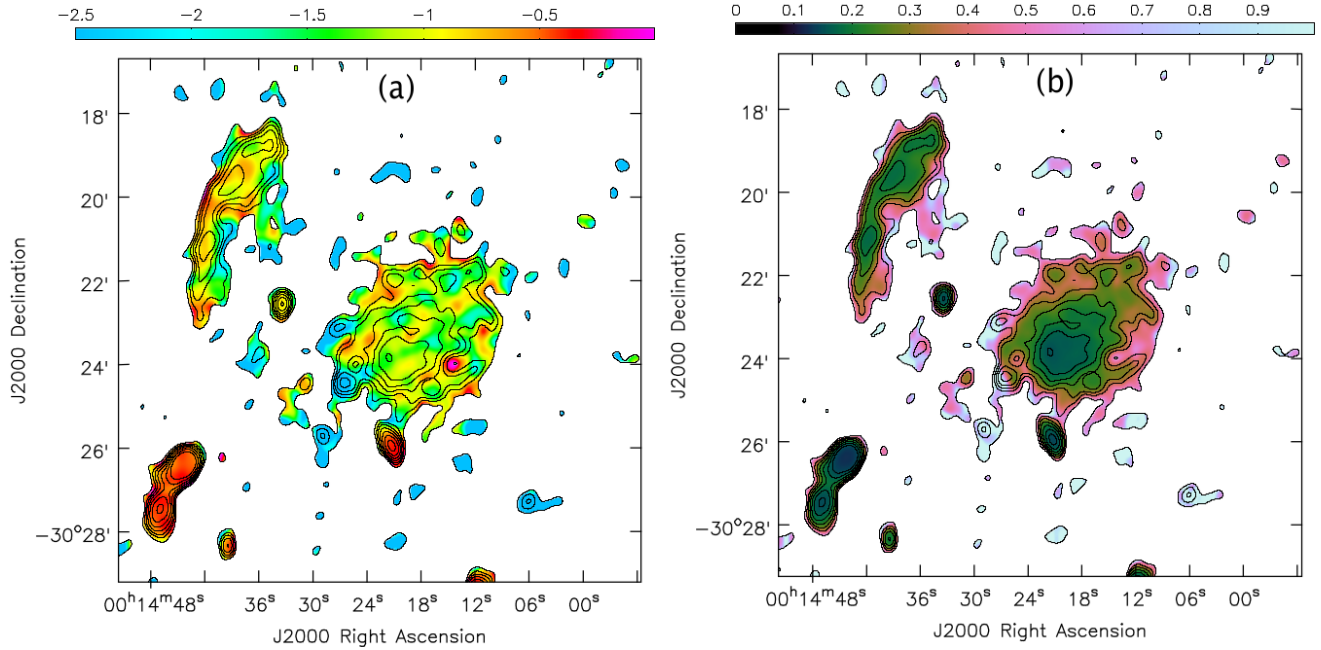 −2.5 −2 −1.5 −1 −0.5
0 0.1 0.2 0.3 0.4 0.5 0.6 0.7 0.8 0.9
(a)
18'
20'
22'
24'
26'
−30°28'
J2000 Declination
00ʰ14ᵐ48ˢ 36ˢ 30ˢ 24ˢ 18ˢ 12ˢ 06ˢ 00ˢ
J2000 Right Ascension
(b)
18'
20'
22'
24'
26'
−30°28'
J2000 Declination
00ʰ14ᵐ48ˢ 36ˢ 30ˢ 24ˢ 18ˢ 12ˢ 06ˢ 00ˢ
J2000 Right Ascension